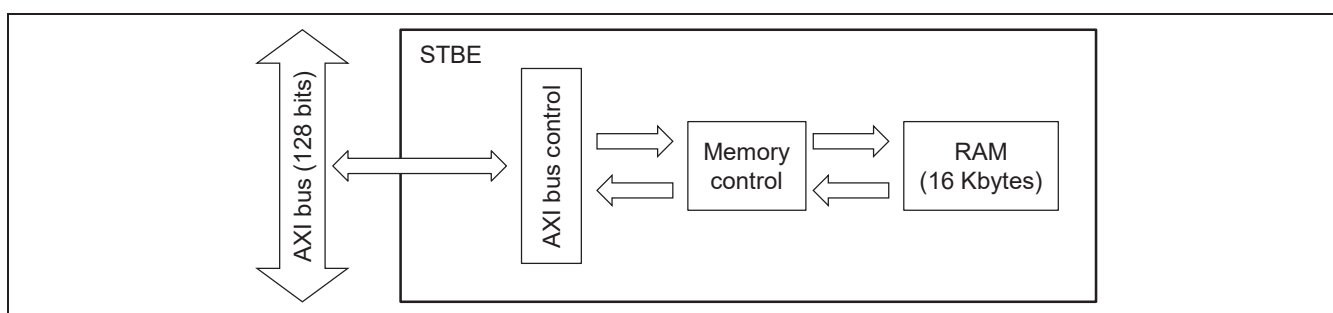 AXI bus (128 bits)
STBE
AXI bus control
Memory
control
RAM
(16 Kbytes)